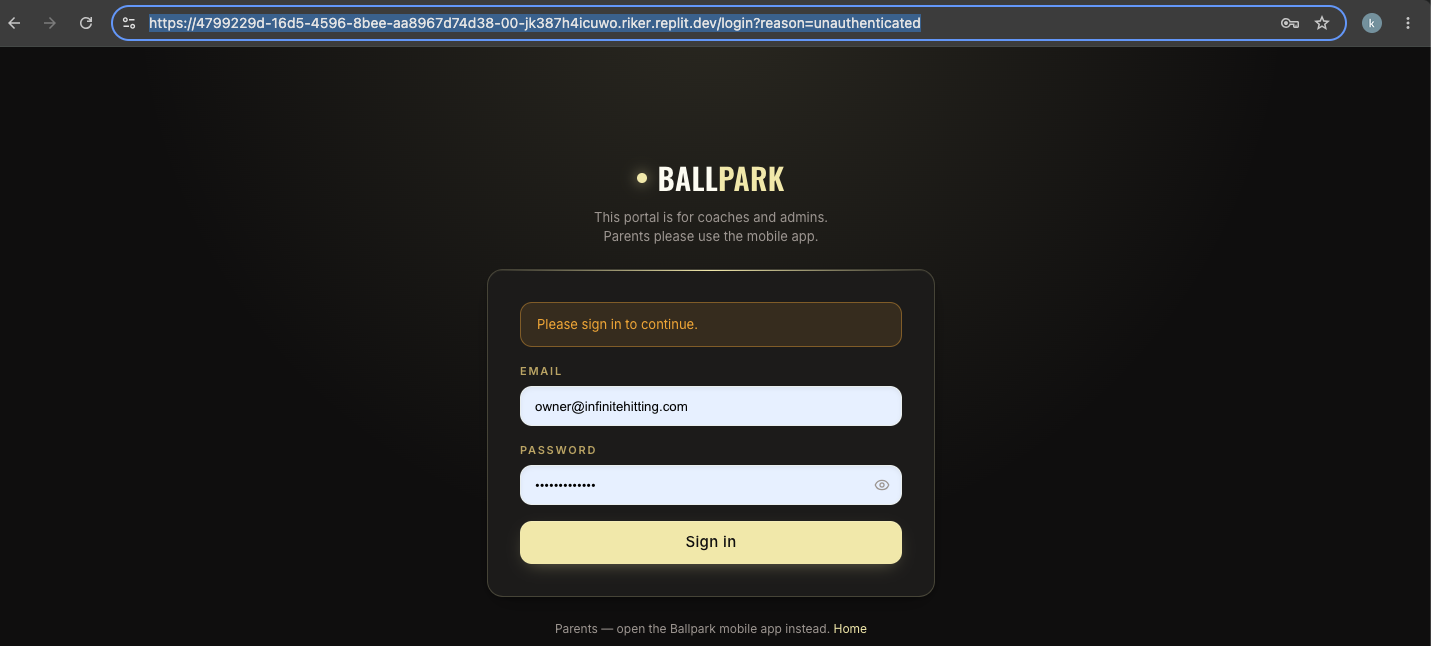 https://4799229d-16d5-4596-8bee-aa8967d74d38-00-jk387h4icuwo.riker.replit.dev/login?reason=unauthenticated
k
BALLPARK
This portal is for coaches and admins.
Parents please use the mobile app.
Please sign in to continue.
EMAIL
owner@infinitehitting.com
PASSWORD
•••••••••••••
Sign in
Parents — open the Ballpark mobile app instead. Home